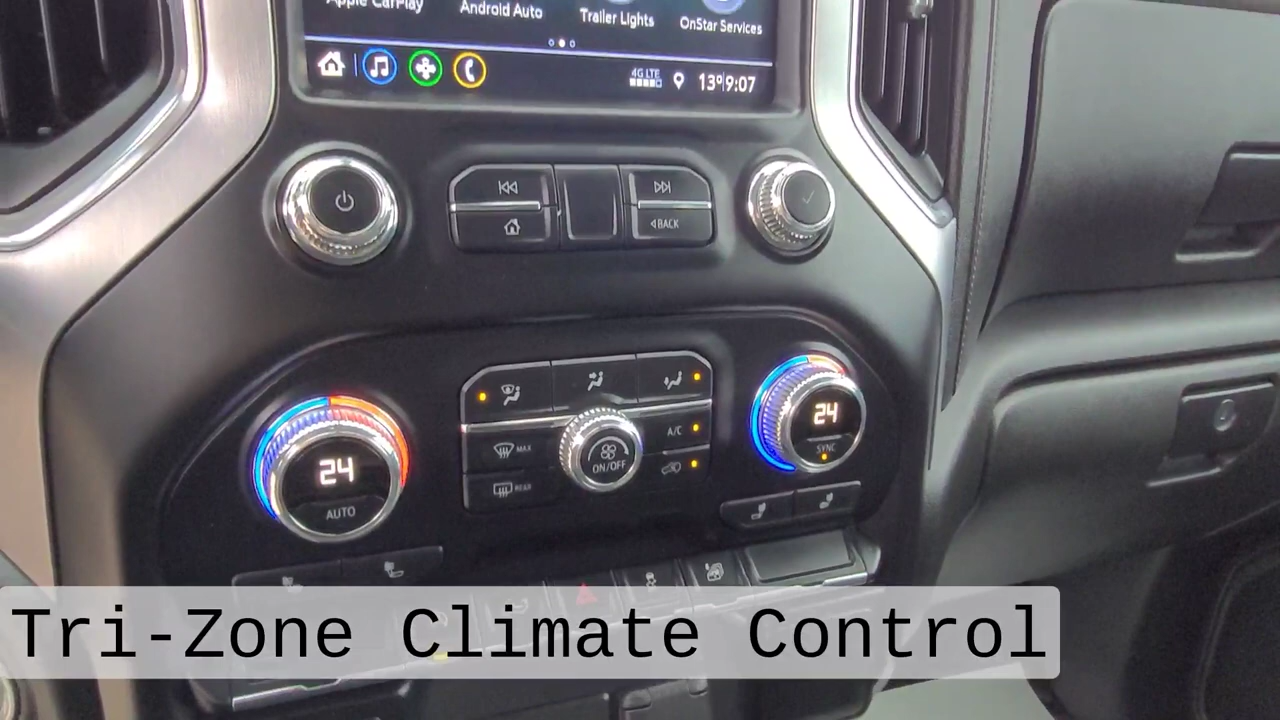 Apple CarPlay
Android Auto
Trailer Lights
OnStar Services
4G LTE
13° 9:07
BACK
MAX
A/C
ON/OFF
REAR
24
AUTO
24
SYNC
Tri-Zone Climate Control